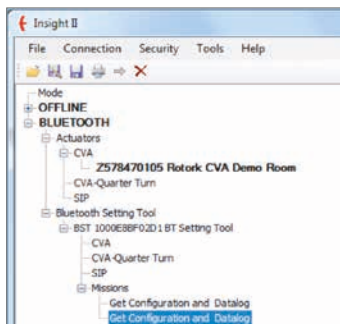 Insight II
File Connection Security Tools Help
Mode
OFFLINE
BLUETOOTH
Actuators
CVA
Z578470105 Rotork CVA Demo Room
CVA-Quarter Turn
SIP
Bluetooth Setting Tool
BST 1000E8BF02D1 BT Setting Tool
CVA
CVA-Quarter Turn
SIP
Missions
Get Configuration and Datalog
Get Configuration and Datalog